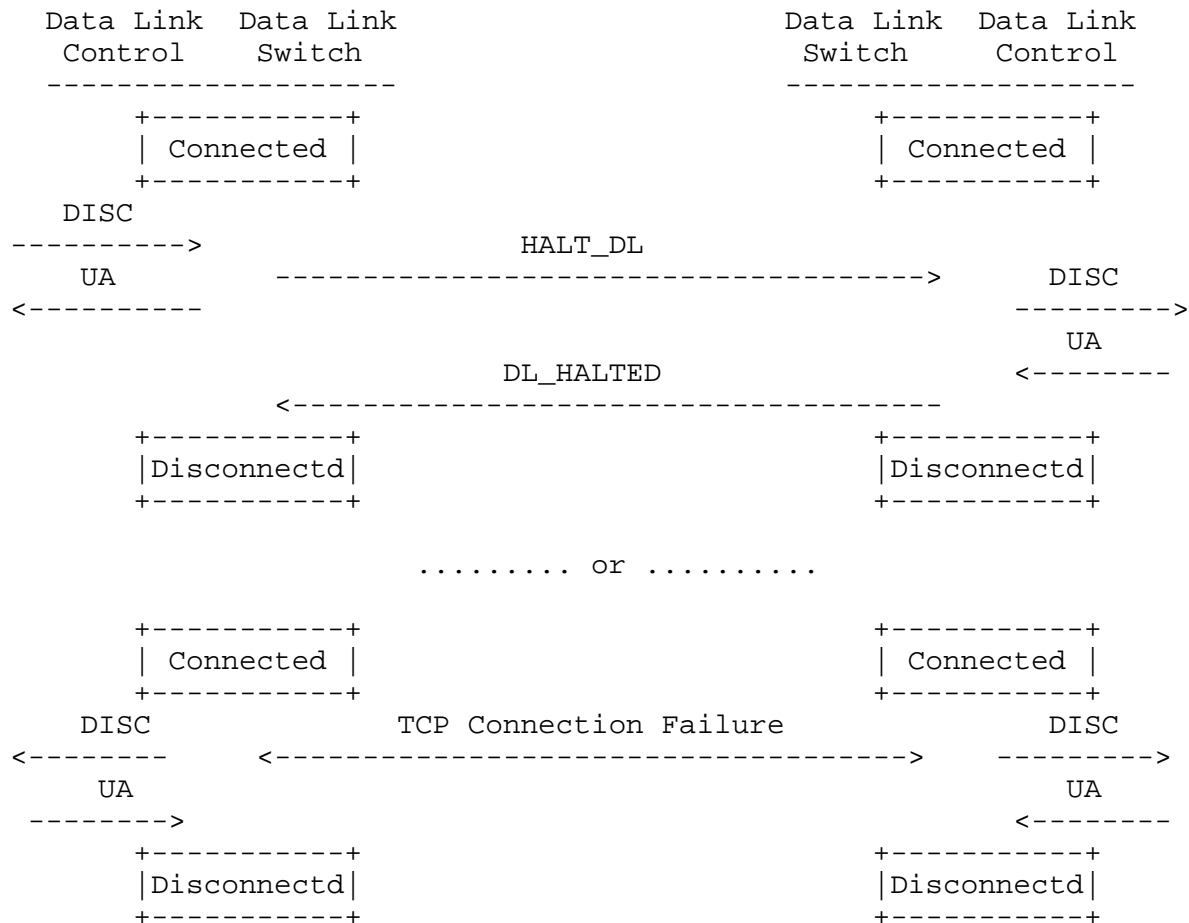 Data Link  Data Link                        Data Link  Data Link
Control    Switch                           Switch    Control
Connected                                   Connected
DISC
HALT_DL
UA                                          DISC
UA
DL_HALTED
Disconnectd                                 Disconnectd
......... or ..........
Connected                                   Connected
DISC          TCP Connection Failure          DISC
UA                                          UA
Disconnectd                                 Disconnectd